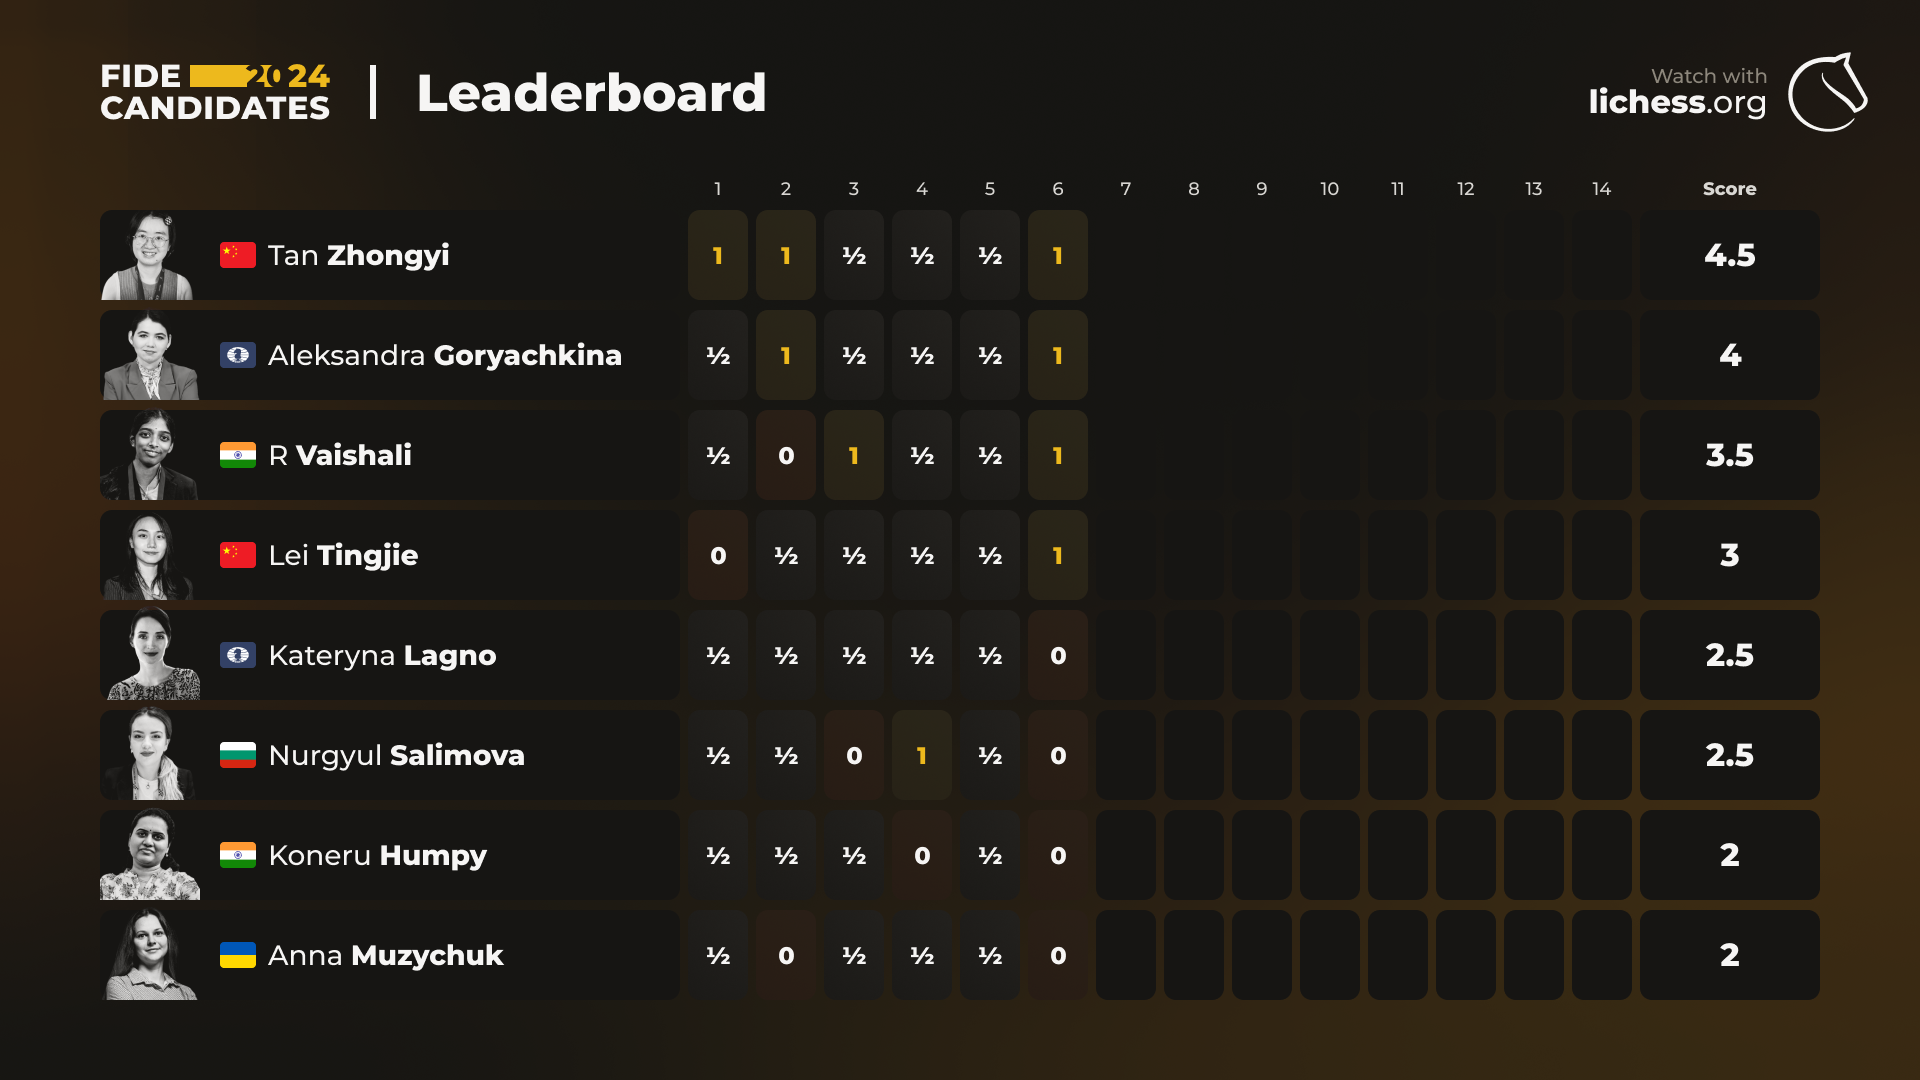 FIDE 2024
CANDIDATES
Leaderboard
Watch with
lichess.org
1 2 3 4 5 6 7 8 9 10 11 12 13 14 Score
Tan Zhongyi 1 1 ½ ½ ½ 1 4.5
Aleksandra Goryachkina ½ 1 ½ ½ ½ 1 4
R Vaishali ½ 0 1 ½ ½ 1 3.5
Lei Tingjie 0 ½ ½ ½ ½ 1 3
Kateryna Lagno ½ ½ ½ ½ ½ 0 2.5
Nurgyul Salimova ½ ½ 0 1 ½ 0 2.5
Koneru Humpy ½ ½ ½ 0 ½ 0 2
Anna Muzychuk ½ 0 ½ ½ ½ 0 2